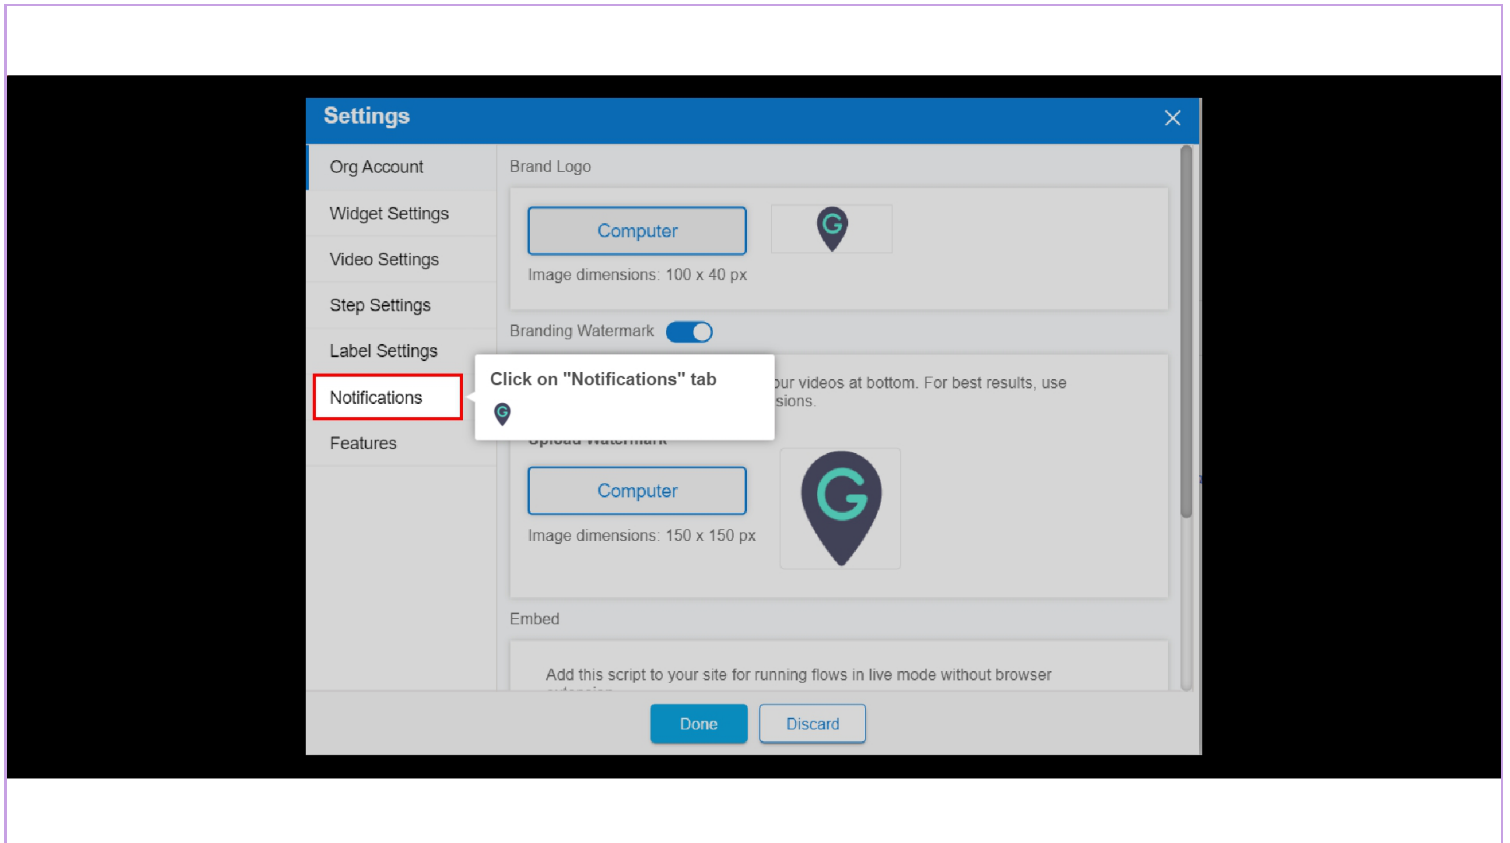 Settings
Org Account
Widget Settings
Video Settings
Step Settings
Label Settings
Notifications
Features
Brand Logo
Computer
G
Image dimensions: 100 x 40 px
Branding Watermark
Click on "Notifications" tab
G
our videos at bottom. For best results, use
sions.
Upload Watermark
Computer
G
Image dimensions: 150 x 150 px
Embed
Add this script to your site for running flows in live mode without browser
Done
Discard